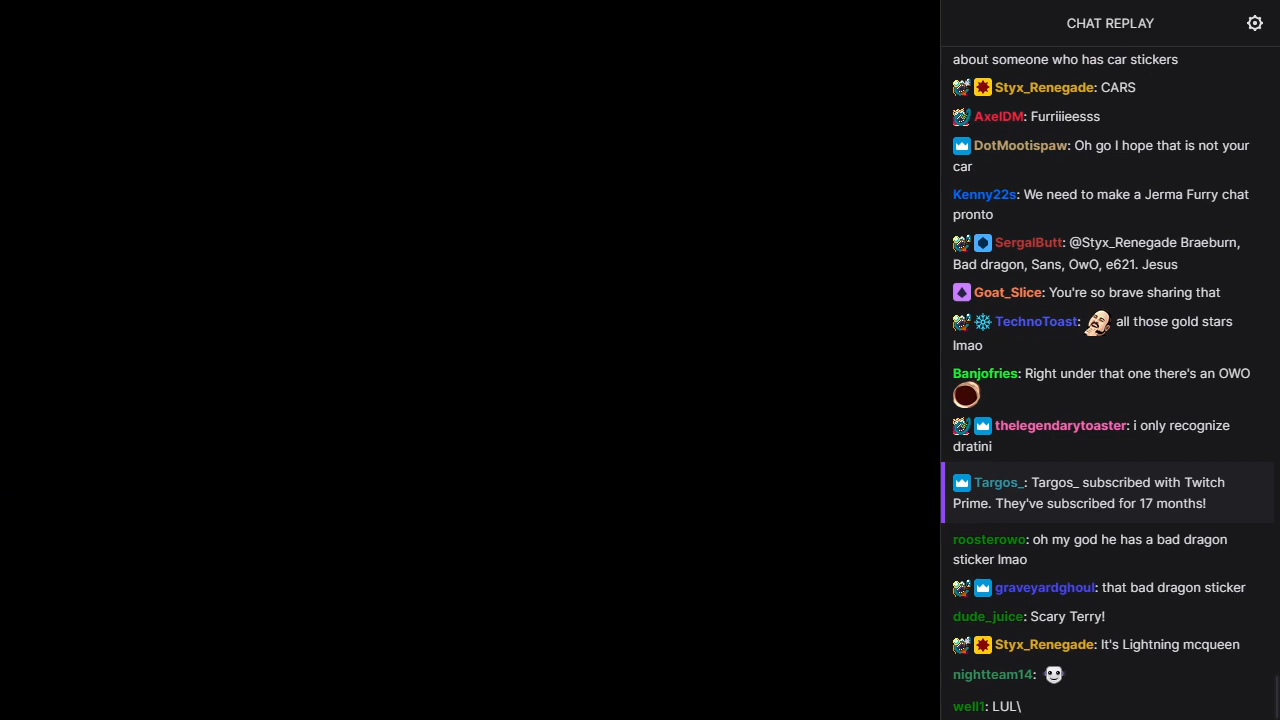 CHAT REPLAY
about someone who has car stickers
Styx_Renegade: CARS
AxelDM: Furriiieesss
DotMootispaw: Oh go I hope that is not your
car
Kenny22s: We need to make a Jerma Furry chat
pronto
SergalButt: @Styx_Renegade Braeburn,
Bad dragon, Sans, OwO, e621. Jesus
Goat_Slice: You're so brave sharing that
TechnoToast: all those gold stars
lmao
Banjofries: Right under that one there's an OWO
thelegendarytoaster: i only recognize
dratini
Targos_: Targos_ subscribed with Twitch
Prime. They've subscribed for 17 months!
roosterowo: oh my god he has a bad dragon
sticker lmao
graveyardghoul: that bad dragon sticker
dude_juice: Scary Terry!
Styx_Renegade: It's Lightning mcqueen
nightteam14:
well1: LUL\